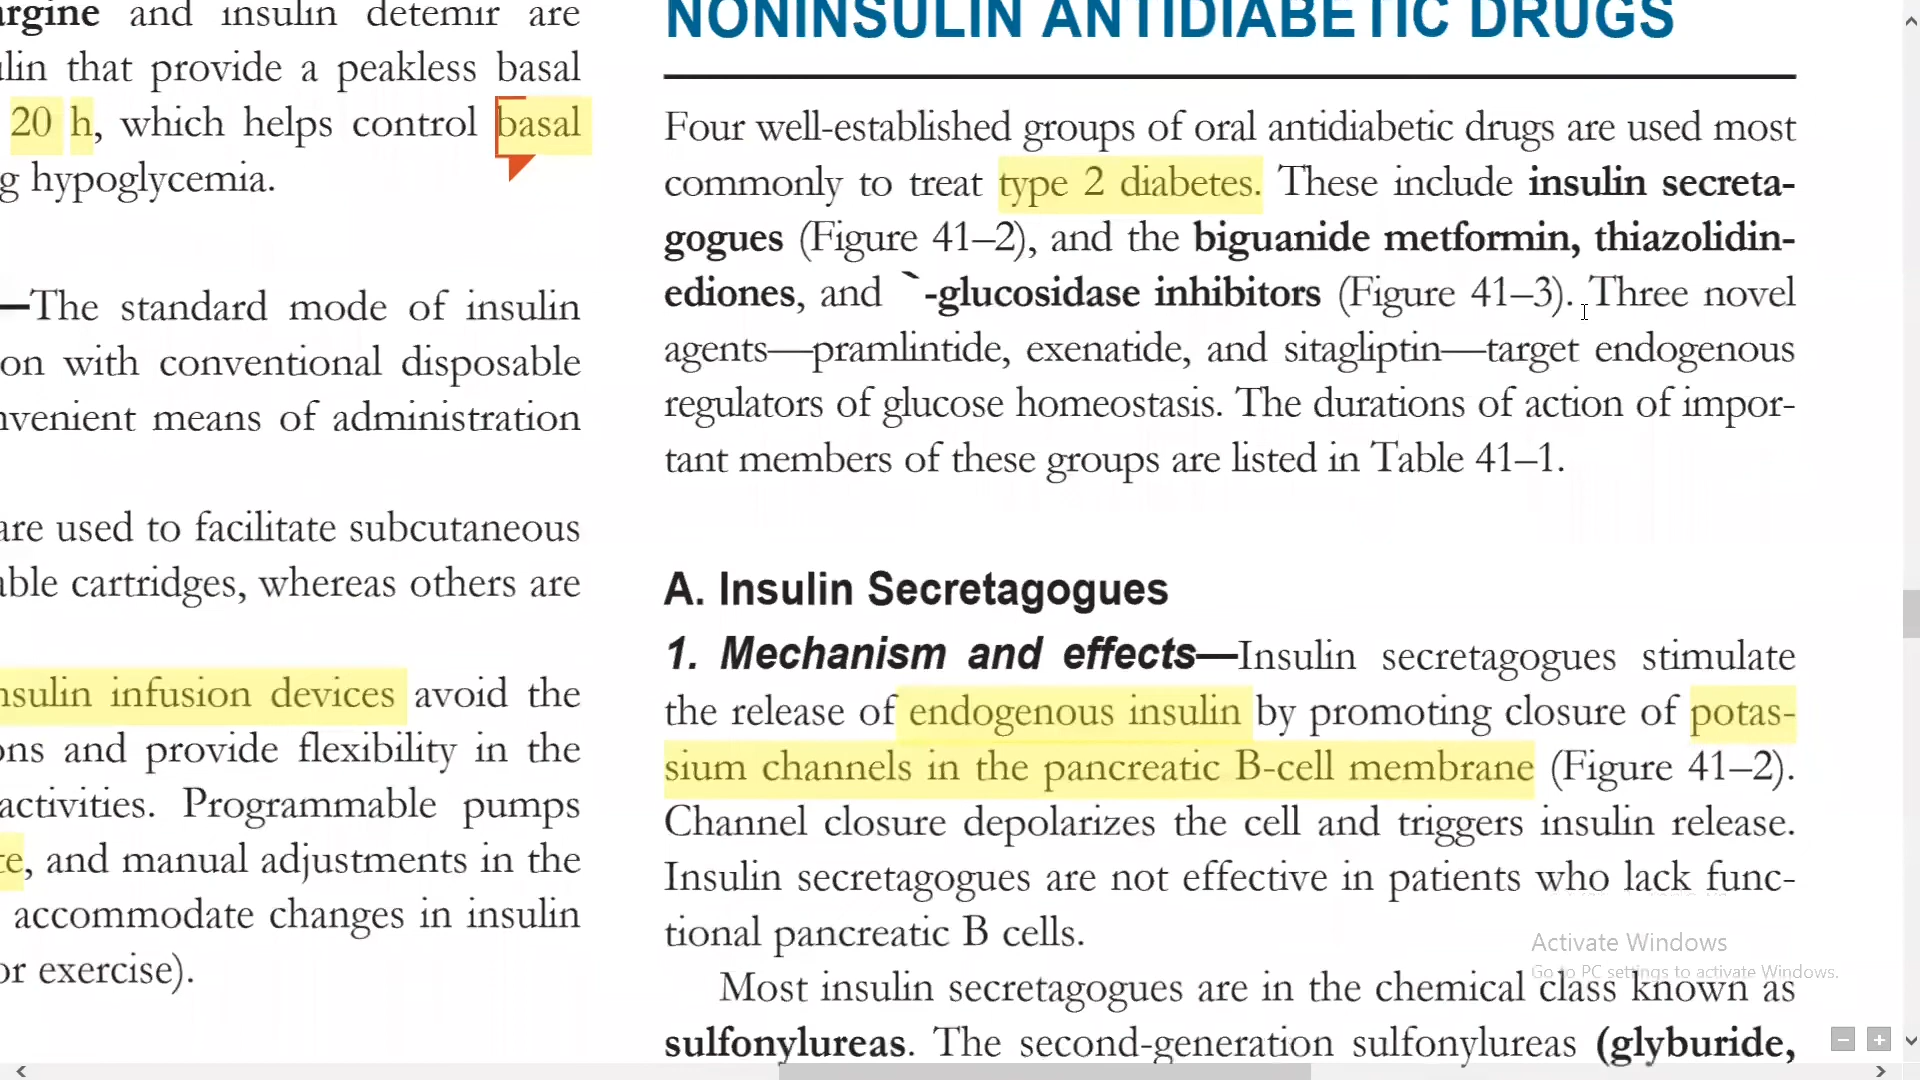 argine and insulin detemir are
ulin that provide a peakless basal
20 h, which helps control basal
g hypoglycemia.
—The standard mode of insulin
on with conventional disposable
nvenient means of administration
are used to facilitate subcutaneous
able cartridges, whereas others are
nsulin infusion devices avoid the
ons and provide flexibility in the
activities. Programmable pumps
te, and manual adjustments in the
accommodate changes in insulin
or exercise).
NONINSULIN ANTIDIABETIC DRUGS
Four well-established groups of oral antidiabetic drugs are used most
commonly to treat type 2 diabetes. These include insulin secreta-
gogues (Figure 41–2), and the biguanide metformin, thiazolidin-
ediones, and `-glucosidase inhibitors (Figure 41–3). Three novel
agents—pramlintide, exenatide, and sitagliptin—target endogenous
regulators of glucose homeostasis. The durations of action of impor-
tant members of these groups are listed in Table 41–1.
A. Insulin Secretagogues
1. Mechanism and effects—Insulin secretagogues stimulate
the release of endogenous insulin by promoting closure of potas-
sium channels in the pancreatic B-cell membrane (Figure 41–2).
Channel closure depolarizes the cell and triggers insulin release.
Insulin secretagogues are not effective in patients who lack func-
tional pancreatic B cells.
Most insulin secretagogues are in the chemical class known as
sulfonylureas. The second-generation sulfonylureas (glyburide,
Activate Windows
Go to PC settings to activate Windows.